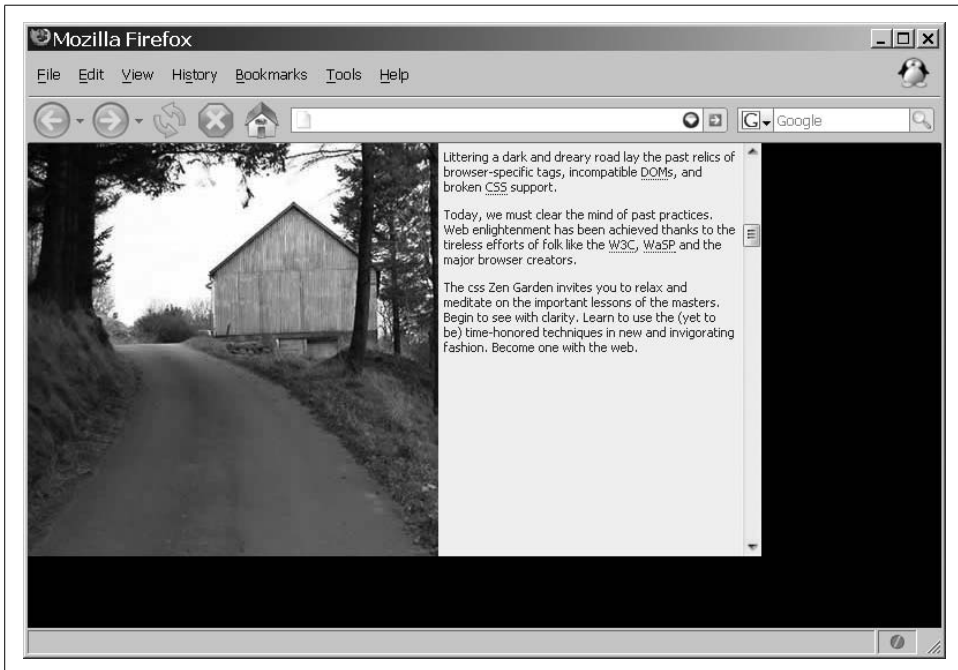 Mozilla Firefox
File Edit View History Bookmarks Tools Help
G Google
Littering a dark and dreary road lay the past relics of
browser-specific tags, incompatible DOMs, and
broken CSS support.
Today, we must clear the mind of past practices.
Web enlightenment has been achieved thanks to the
tireless efforts of folk like the W3C, WaSP and the
major browser creators.
The css Zen Garden invites you to relax and
meditate on the important lessons of the masters.
Begin to see with clarity. Learn to use the (yet to
be) time-honored techniques in new and invigorating
fashion. Become one with the web.